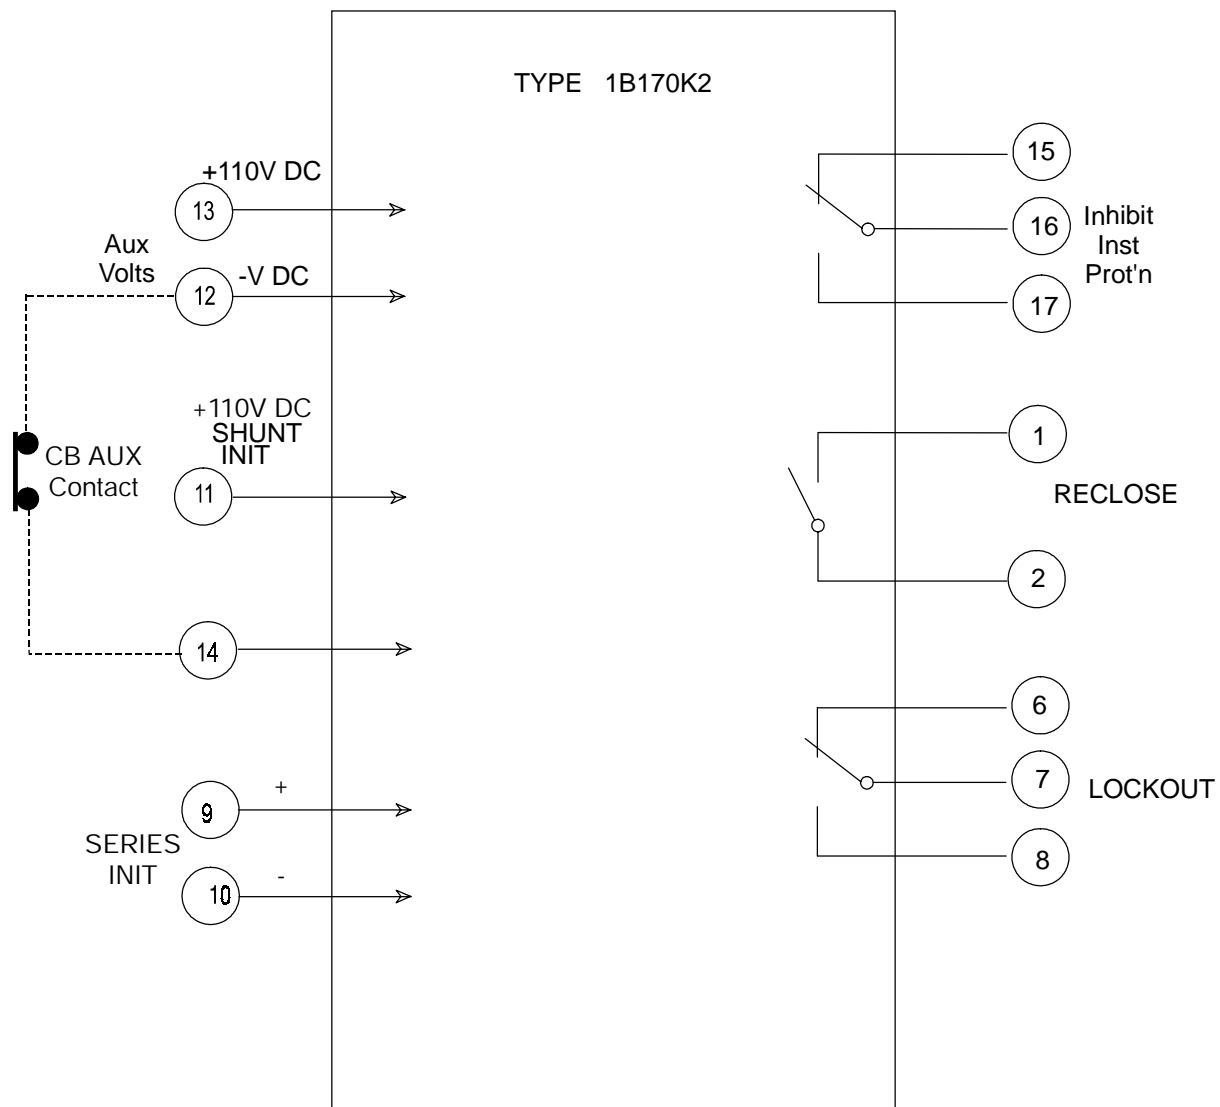 TYPE 1B170K2
+110V DC
13
Aux
Volts
12
-V DC
+110V DC
SHUNT
INIT
CB AUX
Contact
11
14
9
+
SERIES
INIT
10
-
15
16
Inhibit
Inst
Prot'n
17
1
RECLOSE
2
6
7
LOCKOUT
8